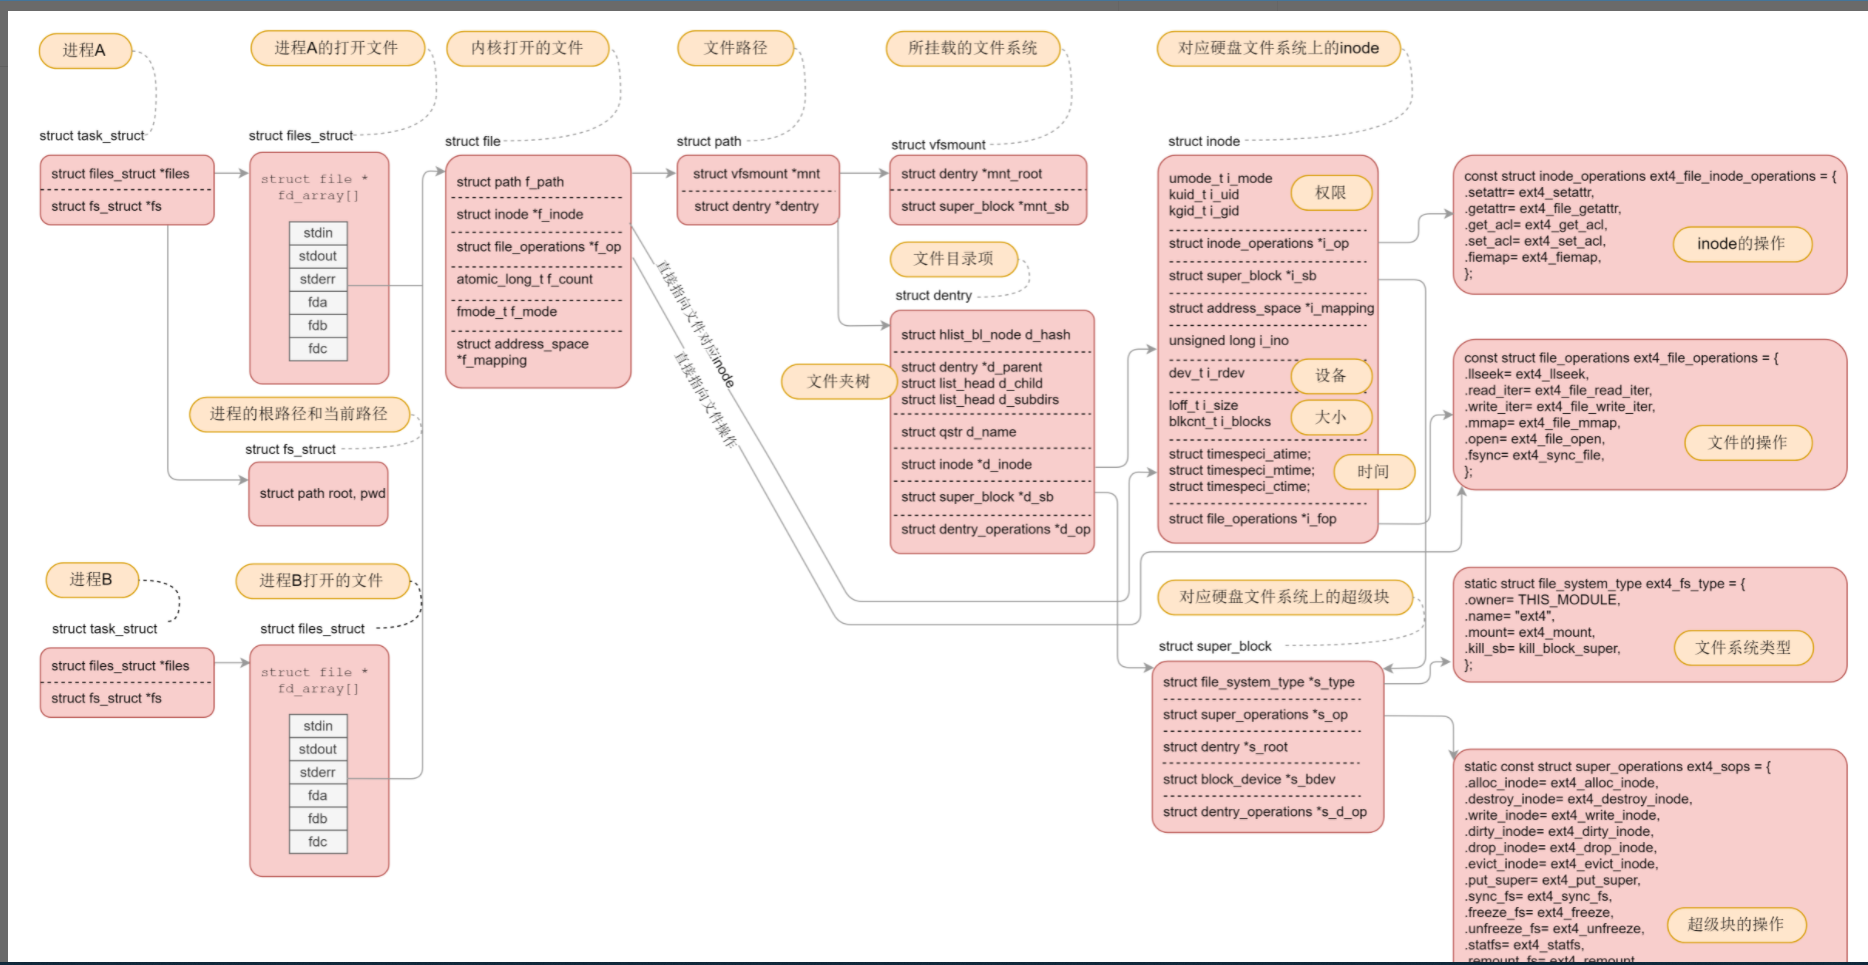 进程A
进程A的打开文件
内核打开的文件
文件路径
所挂载的文件系统
对应硬盘文件系统上的inode
struct task_struct
struct files_struct *files
struct fs_struct *fs
struct files_struct
struct file *
fd_array[]
stdin
stdout
stderr
fda
fdb
fdc
进程的根路径和当前路径
struct fs_struct
struct path root, pwd
struct file
struct path f_path
struct inode *f_inode
struct file_operations *f_op
atomic_long_t f_count
fmode_t f_mode
struct address_space
*f_mapping
直接指向文件对应inode
直接指向文件操作
struct path
struct vfsmount *mnt
struct dentry *dentry
struct vfsmount
struct dentry *mnt_root
struct super_block *mnt_sb
文件目录项
struct dentry
struct hlist_bl_node d_hash
文件夹树
struct dentry *d_parent
struct list_head d_child
struct list_head d_subdirs
struct qstr d_name
struct inode *d_inode
struct super_block *d_sb
struct dentry_operations *d_op
struct inode
umode_t i_mode
kuid_t i_uid
kgid_t i_gid
权限
struct inode_operations *i_op
struct super_block *i_sb
struct address_space *i_mapping
unsigned long i_ino
dev_t i_rdev
设备
loff_t i_size
blkcnt_t i_blocks
大小
struct timespeci_atime;
struct timespeci_mtime;
struct timespeci_ctime;
时间
struct file_operations *i_fop
const struct inode_operations ext4_file_inode_operations = {
.setattr= ext4_setattr,
.getattr= ext4_file_getattr,
.get_acl= ext4_get_acl,
.set_acl= ext4_set_acl,
.fiemap= ext4_fiemap,
};
inode的操作
const struct file_operations ext4_file_operations = {
.llseek= ext4_llseek,
.read_iter= ext4_file_read_iter,
.write_iter= ext4_file_write_iter,
.mmap= ext4_file_mmap,
.open= ext4_file_open,
.fsync= ext4_sync_file,
};
文件的操作
进程B
进程B打开的文件
struct task_struct
struct files_struct *files
struct fs_struct *fs
struct files_struct
struct file *
fd_array[]
stdin
stdout
stderr
fda
fdb
fdc
对应硬盘文件系统上的超级块
struct super_block
struct file_system_type *s_type
struct super_operations *s_op
struct dentry *s_root
struct block_device *s_bdev
struct dentry_operations *s_d_op
static struct file_system_type ext4_fs_type = {
.owner= THIS_MODULE,
.name= "ext4",
.mount= ext4_mount,
.kill_sb= kill_block_super,
};
文件系统类型
static const struct super_operations ext4_sops = {
.alloc_inode= ext4_alloc_inode,
.destroy_inode= ext4_destroy_inode,
.write_inode= ext4_write_inode,
.dirty_inode= ext4_dirty_inode,
.drop_inode= ext4_drop_inode,
.evict_inode= ext4_evict_inode,
.put_super= ext4_put_super,
.sync_fs= ext4_sync_fs,
.freeze_fs= ext4_freeze,
.unfreeze_fs= ext4_unfreeze,
.statfs= ext4_statfs,
.remount_fs= ext4_remount,
超级块的操作